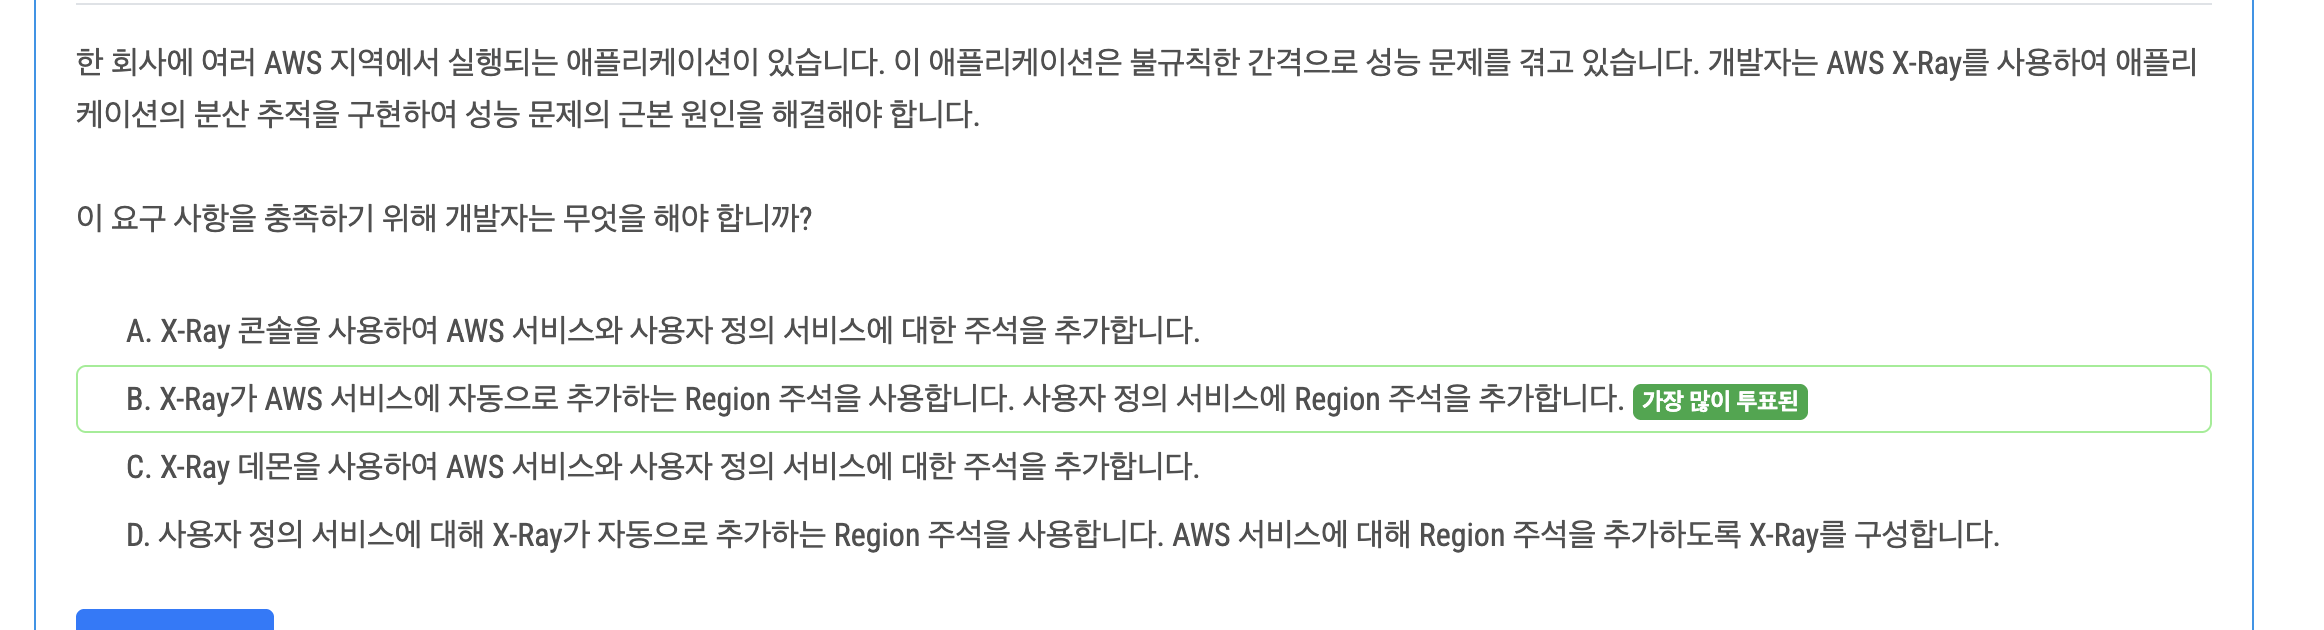 한 회사에 여러 AWS 지역에서 실행되는 애플리케이션이 있습니다. 이 애플리케이션은 불규칙한 간격으로 성능 문제를 겪고 있습니다. 개발자는 AWS X-Ray를 사용하여 애플리
케이션의 분산 추적을 구현하여 성능 문제의 근본 원인을 해결해야 합니다.
이 요구 사항을 충족하기 위해 개발자는 무엇을 해야 합니까?
A. X-Ray 콘솔을 사용하여 AWS 서비스와 사용자 정의 서비스에 대한 주석을 추가합니다.
B. X-Ray가 AWS 서비스에 자동으로 추가하는 Region 주석을 사용합니다. 사용자 정의 서비스에 Region 주석을 추가합니다. 가장 많이 투표된
C. X-Ray 데몬을 사용하여 AWS 서비스와 사용자 정의 서비스에 대한 주석을 추가합니다.
D. 사용자 정의 서비스에 대해 X-Ray가 자동으로 추가하는 Region 주석을 사용합니다. AWS 서비스에 대해 Region 주석을 추가하도록 X-Ray를 구성합니다.